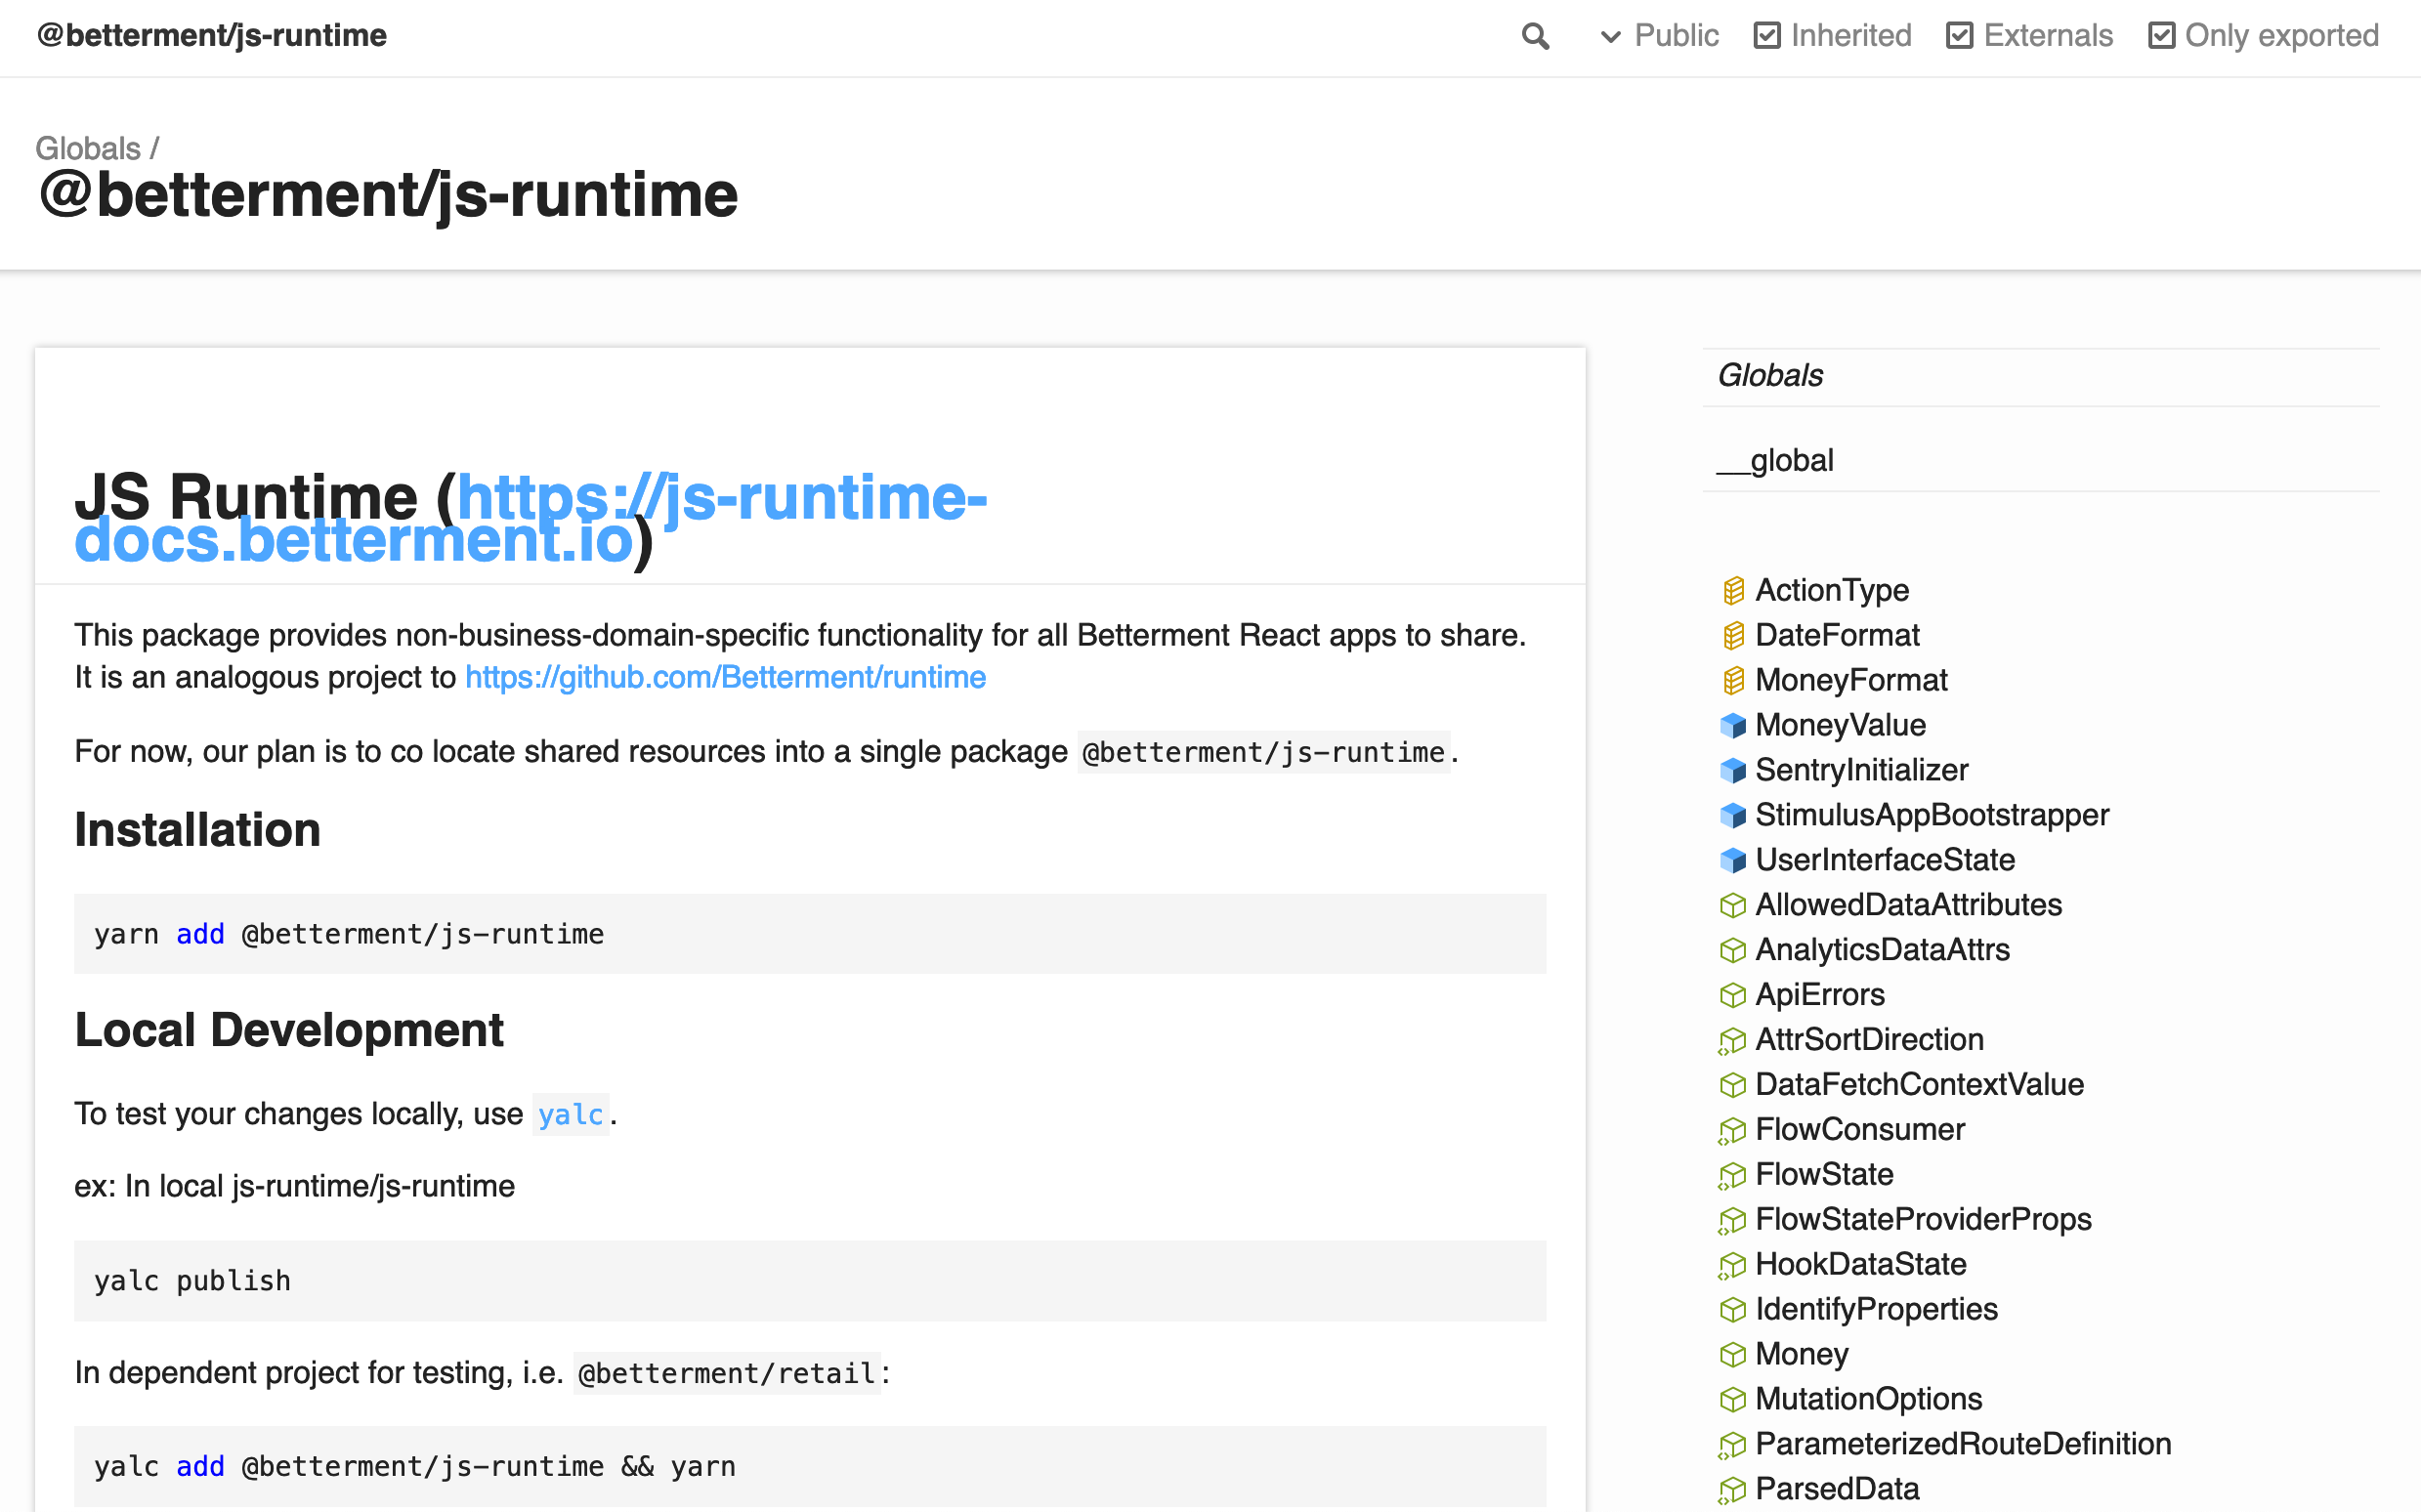 @betterment/js-runtime
Public Inherited Externals Only exported
Globals /
@betterment/js-runtime
JS Runtime (https://js-runtime-
docs.betterment.io)
This package provides non-business-domain-specific functionality for all Betterment React apps to share.
It is an analogous project to https://github.com/Betterment/runtime
For now, our plan is to co locate shared resources into a single package @betterment/js-runtime.
Installation
yarn add @betterment/js-runtime
Local Development
To test your changes locally, use yalc.
ex: In local js-runtime/js-runtime
yalc publish
In dependent project for testing, i.e. @betterment/retail:
yalc add @betterment/js-runtime && yarn
Globals
__global
ActionType
DateFormat
MoneyFormat
MoneyValue
SentryInitializer
StimulusAppBootstrapper
UserInterfaceState
AllowedDataAttributes
AnalyticsDataAttrs
ApiErrors
AttrSortDirection
DataFetchContextValue
FlowConsumer
FlowState
FlowStateProviderProps
HookDataState
IdentifyProperties
Money
MutationOptions
ParameterizedRouteDefinition
ParsedData